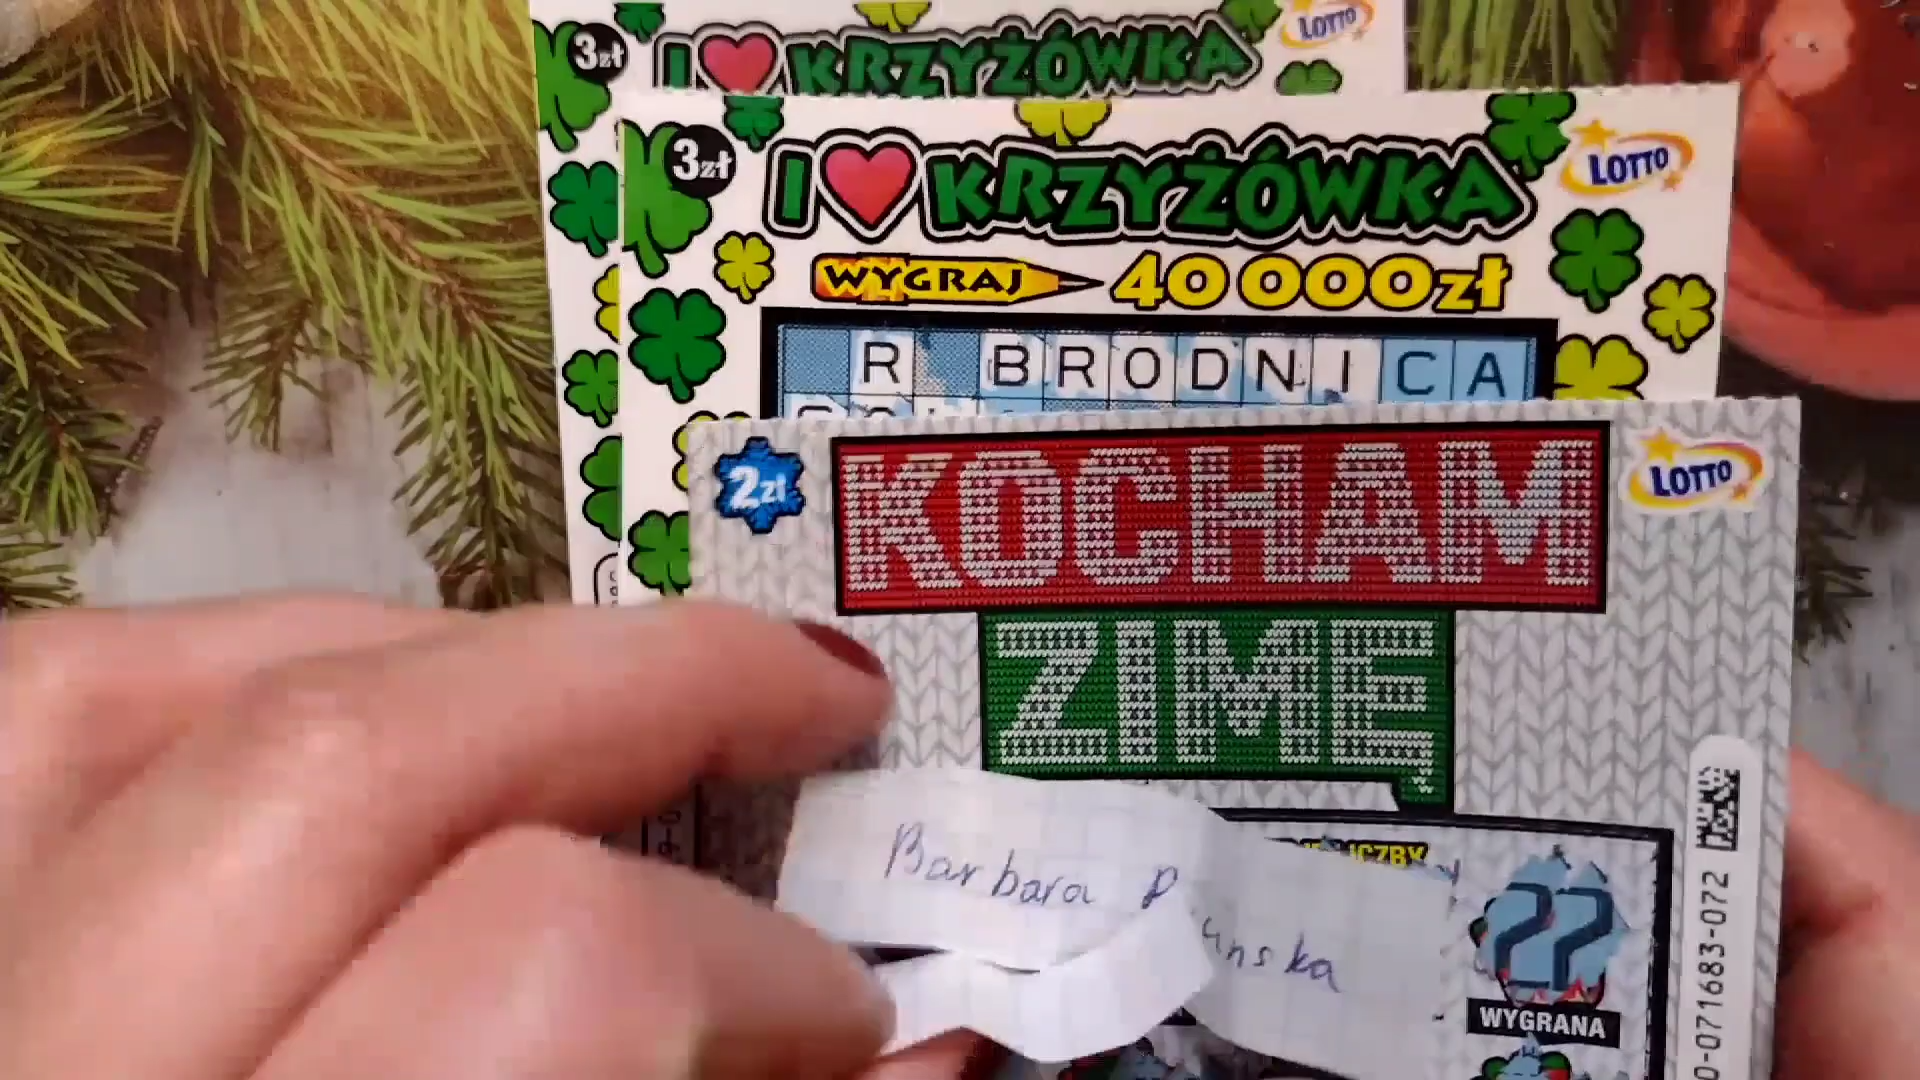 3zł I ❤ KRZYŻÓWKA LOTTO
3zł I ❤ KRZYŻÓWKA LOTTO
WYGRAJ 40 000zł
R BRODNICA
2zł KOCHAM LOTTO
ZIMĘ
Barbara
22
WYGRANA
0-071683-072